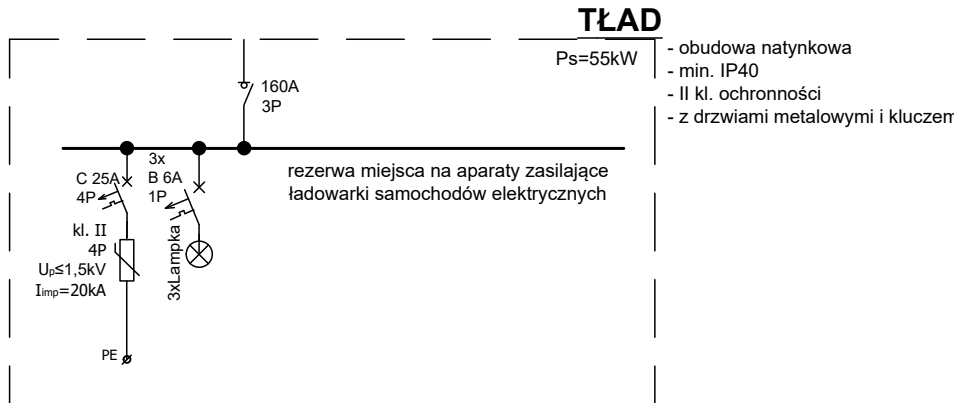 TŁAD
Ps=55kW
- obudowa natynkowa
- min. IP40
- II kl. ochronności
- z drzwiami metalowymi i kluczem
160A
3P
rezerwa miejsca na aparaty zasilające
ładowarki samochodów elektrycznych
C 25A
4P
3x
B 6A
1P
kl. II
4P
Up≤1,5kV
Iimp=20kA
3xLampka
PE